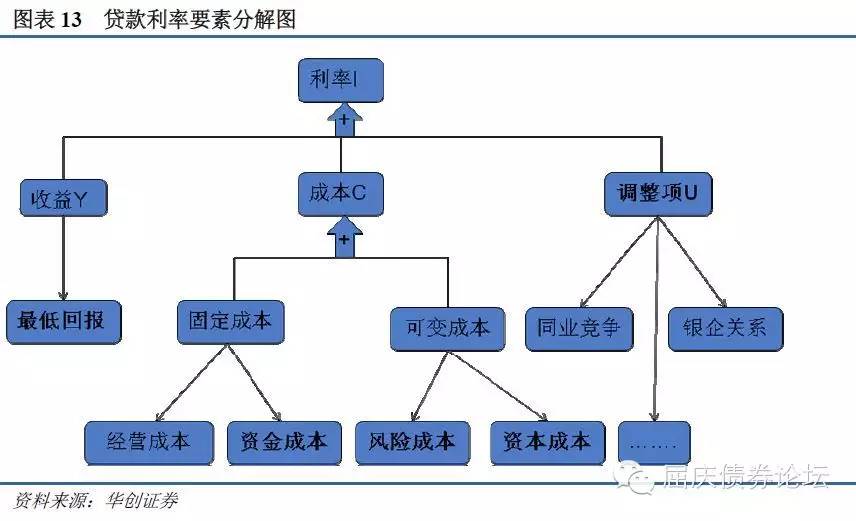 图表 13 贷款利率要素分解图
利率I
+
收益Y
成本C
调整项U
+
最低回报
固定成本
可变成本
同业竞争
银企关系
经营成本
资金成本
风险成本
资本成本
…….
屈庆债券论坛
资料来源：华创证券